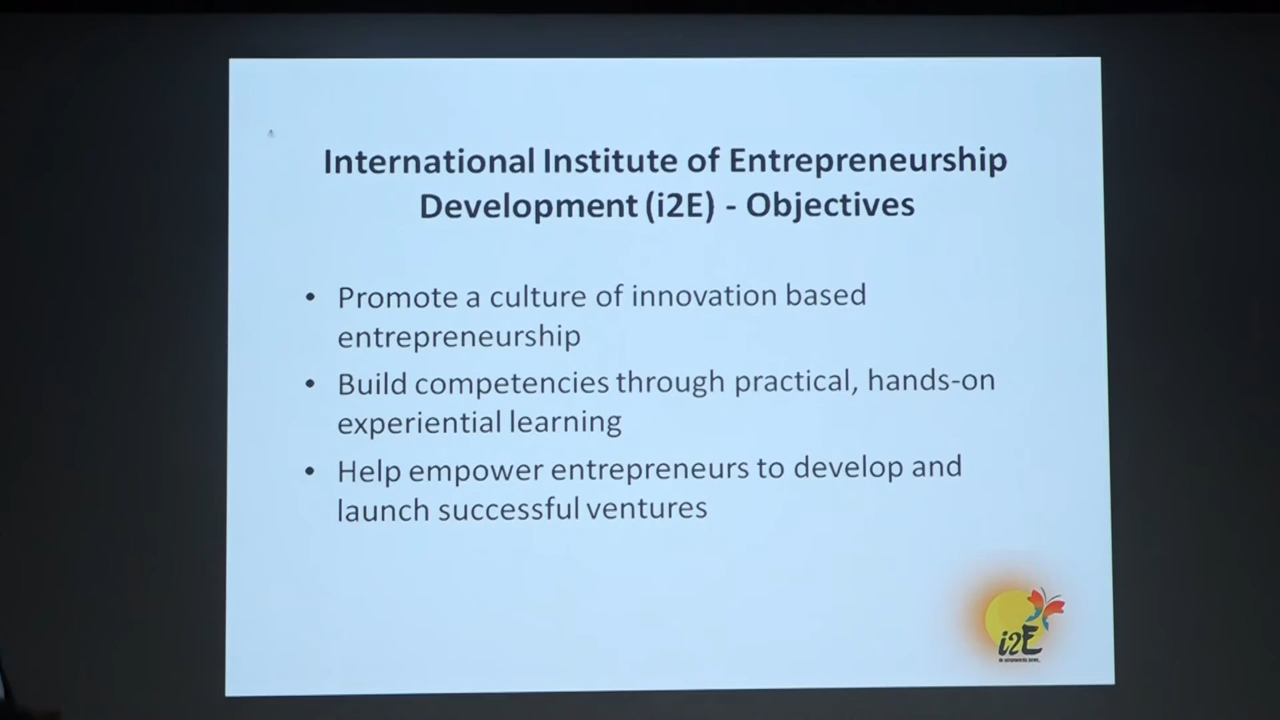 International Institute of Entrepreneurship
Development (i2E) - Objectives
• Promote a culture of innovation based
entrepreneurship
• Build competencies through practical, hands-on
experiential learning
• Help empower entrepreneurs to develop and
launch successful ventures
i2E